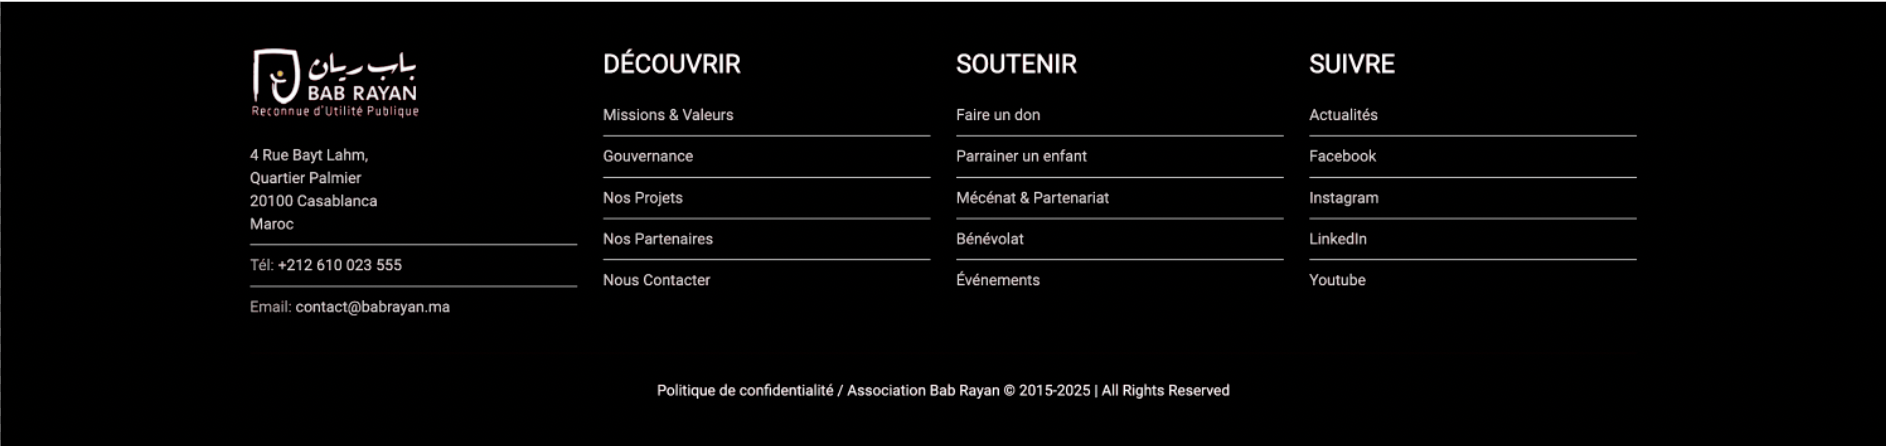 باب ريان
BAB RAYAN
Reconnue d'Utilité Publique
4 Rue Bayt Lahm,
Quartier Palmier
20100 Casablanca
Maroc
Tél: +212 610 023 555
Email: contact@babrayan.ma
DÉCOUVRIR
Missions & Valeurs
Gouvernance
Nos Projets
Nos Partenaires
Nous Contacter
SOUTENIR
Faire un don
Parrainer un enfant
Mécénat & Partenariat
Bénévolat
Événements
SUIVRE
Actualités
Facebook
Instagram
LinkedIn
Youtube
Politique de confidentialité / Association Bab Rayan © 2015-2025 | All Rights Reserved